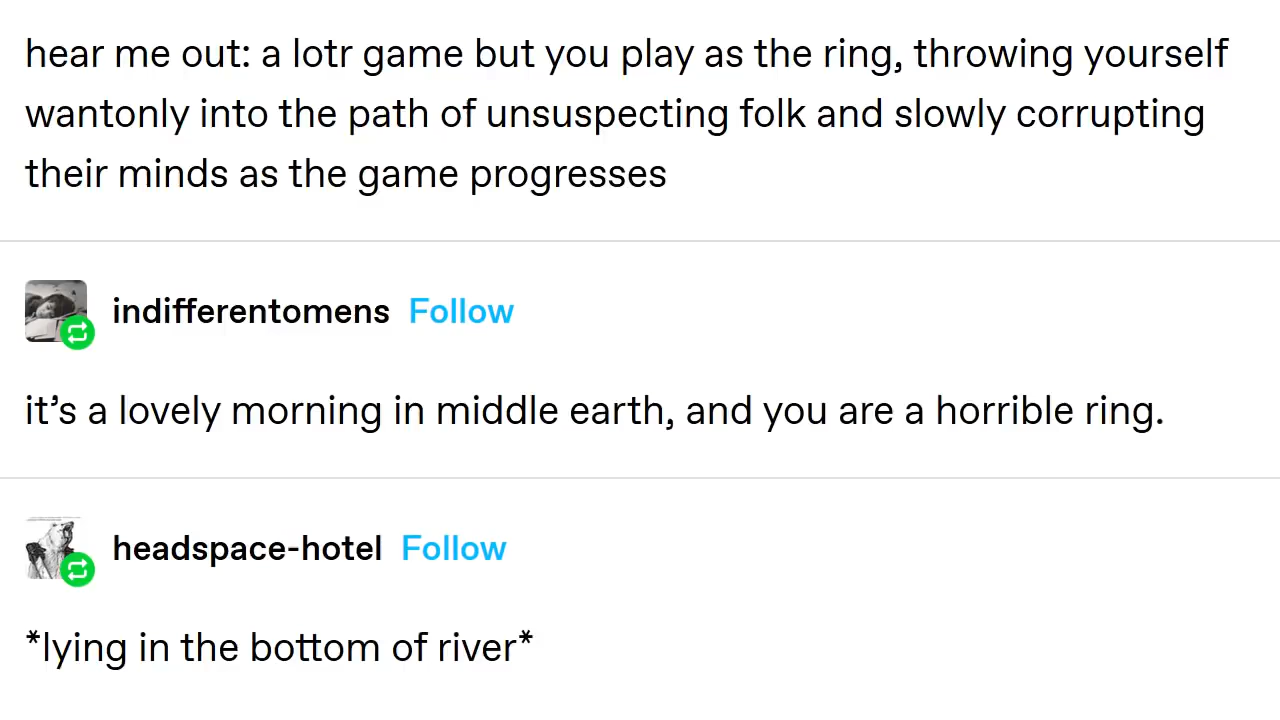 hear me out: a lotr game but you play as the ring, throwing yourself
wantonly into the path of unsuspecting folk and slowly corrupting
their minds as the game progresses
indifferentomens Follow
it’s a lovely morning in middle earth, and you are a horrible ring.
headspace-hotel Follow
*lying in the bottom of river*